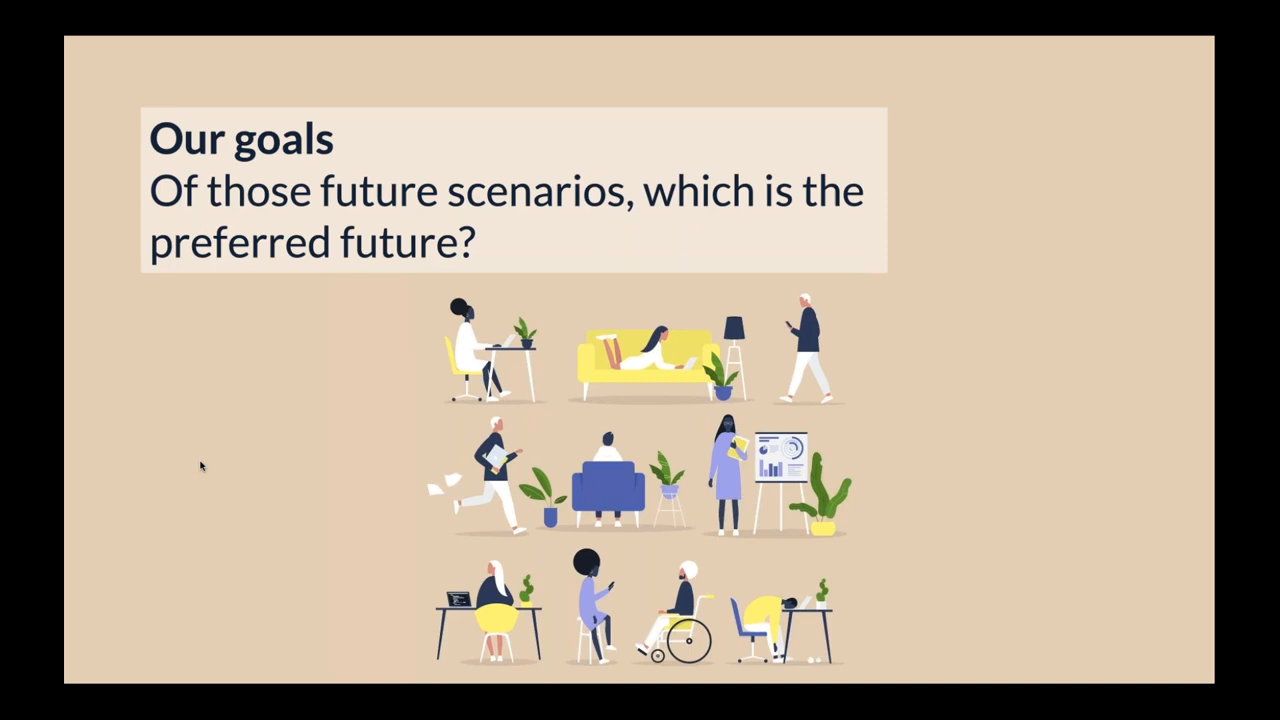 Our goals
Of those future scenarios, which is the
preferred future?